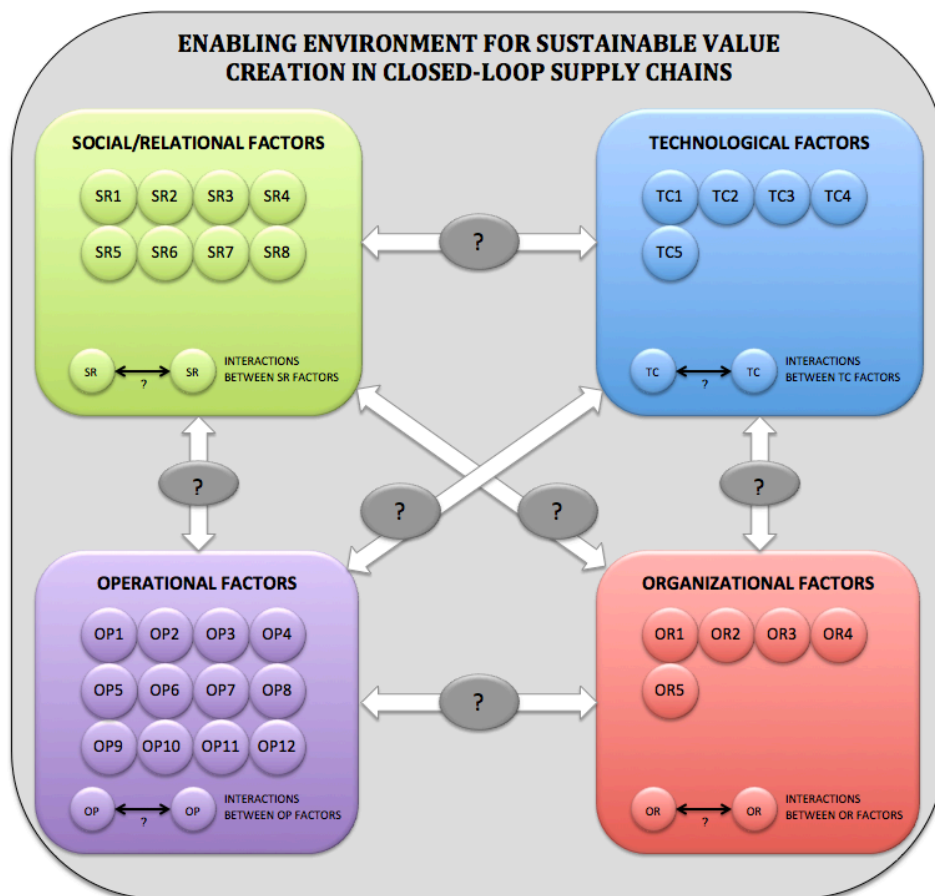 ENABLING ENVIRONMENT FOR SUSTAINABLE VALUE
CREATION IN CLOSED-LOOP SUPPLY CHAINS
SOCIAL/RELATIONAL FACTORS
SR1 SR2 SR3 SR4
SR5 SR6 SR7 SR8
SR ? SR INTERACTIONS
BETWEEN SR FACTORS
?
TECHNOLOGICAL FACTORS
TC1 TC2 TC3 TC4
TC5
TC ? TC INTERACTIONS
BETWEEN TC FACTORS
?
?
?
?
OPERATIONAL FACTORS
OP1 OP2 OP3 OP4
OP5 OP6 OP7 OP8
OP9 OP10 OP11 OP12
OP ? OP INTERACTIONS
BETWEEN OP FACTORS
?
ORGANIZATIONAL FACTORS
OR1 OR2 OR3 OR4
OR5
OR ? OR INTERACTIONS
BETWEEN OR FACTORS